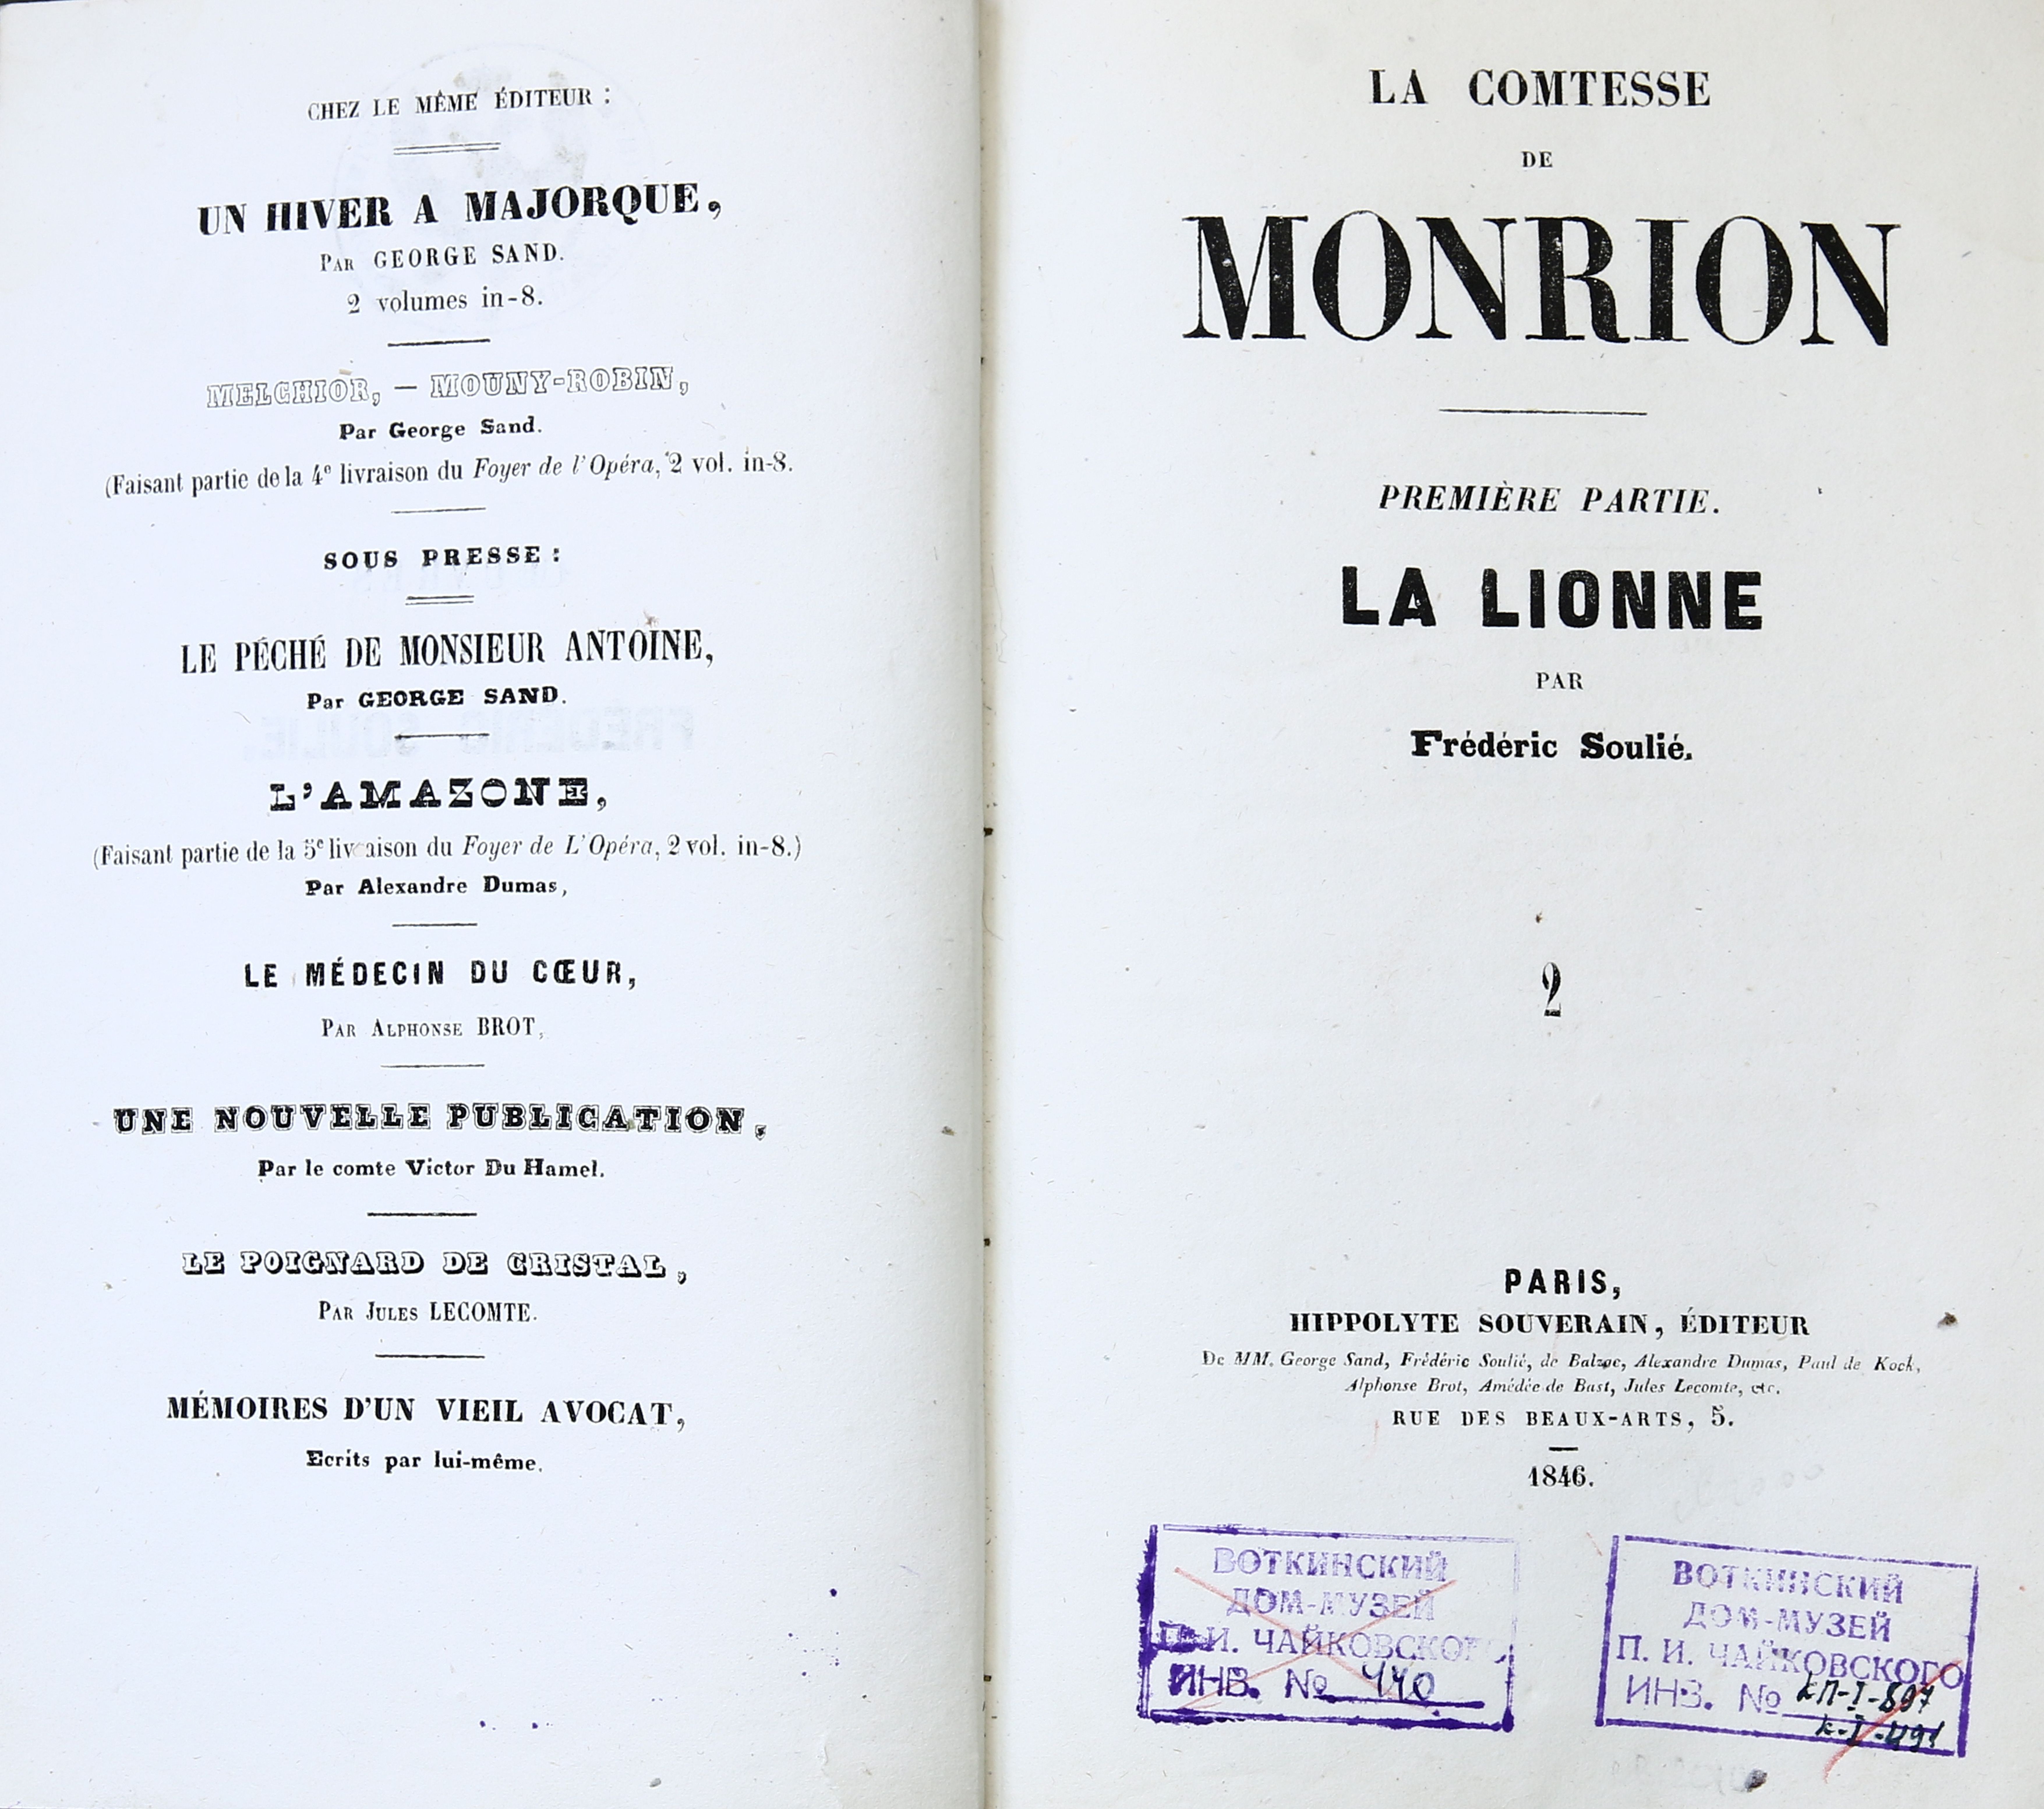 CHEZ LE MÊME ÉDITEUR :
UN HIVER A MAJORQUE,
PAR GEORGE SAND.
2 volumes in-8.
MELCHIOR, — MOUNY-ROBIN,
Par George Sand.
(Faisant partie de la 4e livraison du Foyer de l'Opéra, 2 vol. in-8.
SOUS PRESSE :
LE PÉCHÉ DE MONSIEUR ANTOINE,
Par GEORGE SAND.
L'AMAZONE,
(Faisant partie de la 5e livraison du Foyer de L'Opéra, 2 vol. in-8.)
Par Alexandre Dumas,
LE MÉDECIN DU CŒUR,
PAR ALPHONSE BROT,
UNE NOUVELLE PUBLICATION,
Par le comte Victor Du Hamel.
LE POIGNARD DE CRISTAL,
PAR JULES LECOMTE.
MÉMOIRES D'UN VIEIL AVOCAT,
Ecrits par lui-même.
LA COMTESSE
DE
MONRION
PREMIÈRE PARTIE.
LA LIONNE
PAR
Frédéric Soulié.
2
PARIS,
HIPPOLYTE SOUVERAIN, ÉDITEUR
De MM. George Sand, Frédéric Soulié, de Balzac, Alexandre Dumas, Paul de Kock,
Alphonse Brot, Amédée de Bast, Jules Lecomte, etc.
RUE DES BEAUX-ARTS, 5.
1846.
ВОТКИНСКИЙ
ДОМ-МУЗЕЙ
П. И. ЧАЙКОВСКОГО
ИНВ. № 440
ВОТКИНСКИЙ
ДОМ-МУЗЕЙ
П. И. ЧАЙКОВСКОГО
ИНВ. № КП-I-807
К-I-491